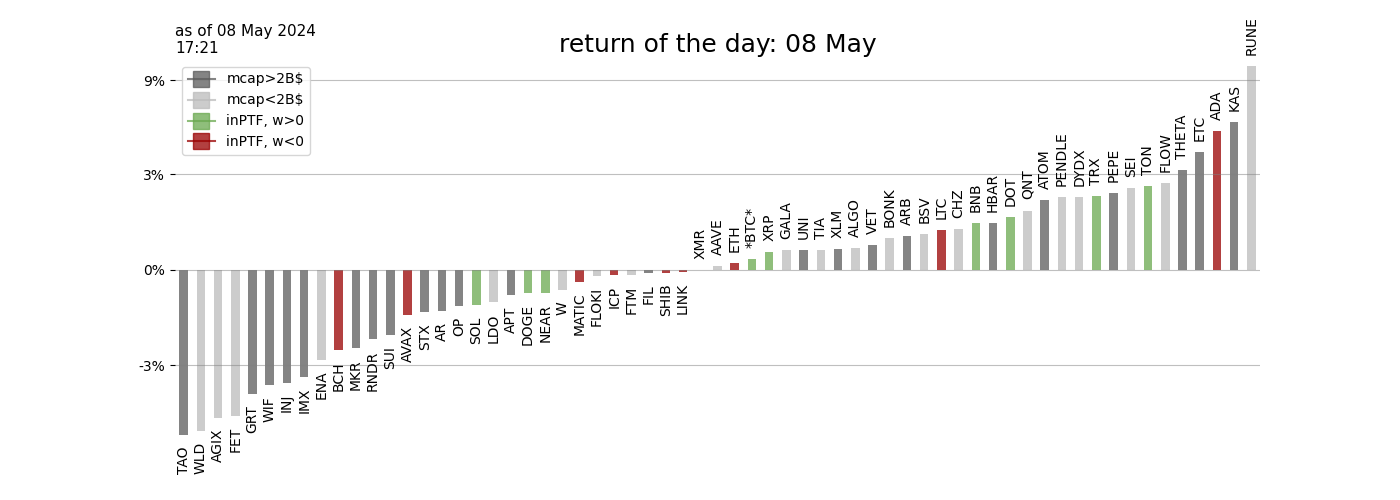 as of 08 May 2024
17:21
return of the day: 08 May
mcap>2B$
mcap<2B$
inPTF, w>0
inPTF, w<0
9%
3%
0%
-3%
TAO
WLD
AGIX
FET
GRT
WIF
INJ
IMX
ENA
BCH
MKR
RNDR
SUI
AVAX
STX
AR
OP
SOL
LDO
APT
DOGE
NEAR
W
MATIC
FLOKI
ICP
FTM
FIL
SHIB
LINK
XMR
AAVE
ETH
*BTC*
XRP
GALA
UNI
TIA
XLM
ALGO
VET
BONK
ARB
BSV
LTC
CHZ
BNB
HBAR
DOT
QNT
ATOM
PENDLE
DYDX
TRX
PEPE
SEI
TON
FLOW
THETA
ETC
ADA
KAS
RUNE